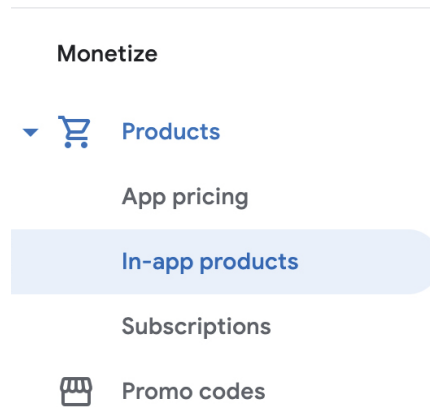 Monetize
Products
App pricing
In-app products
Subscriptions
Promo codes